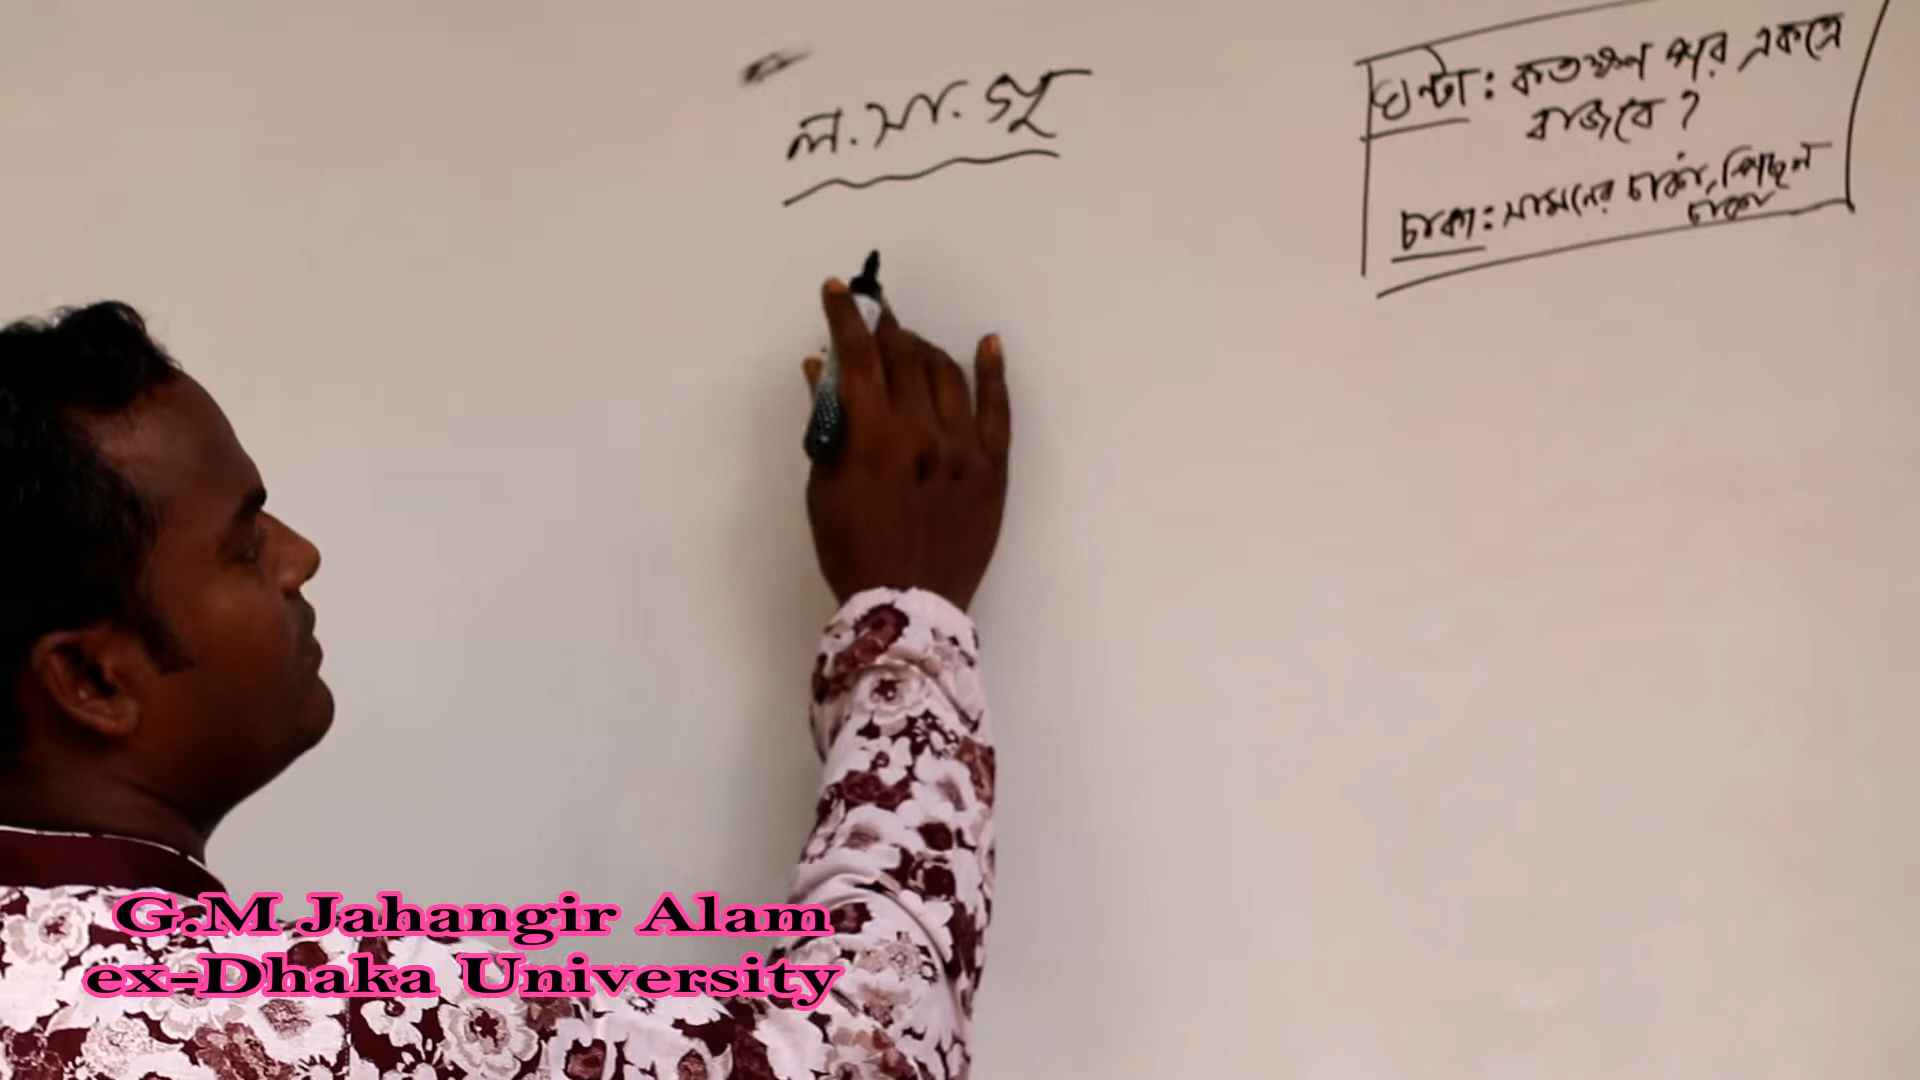 ল.সা.গু
ঘন্টা: কতক্ষণ পর একত্রে
বাজবে?
চাকা: সামনের চাকা, পিছন
চাকা
G.M Jahangir Alam
ex-Dhaka University